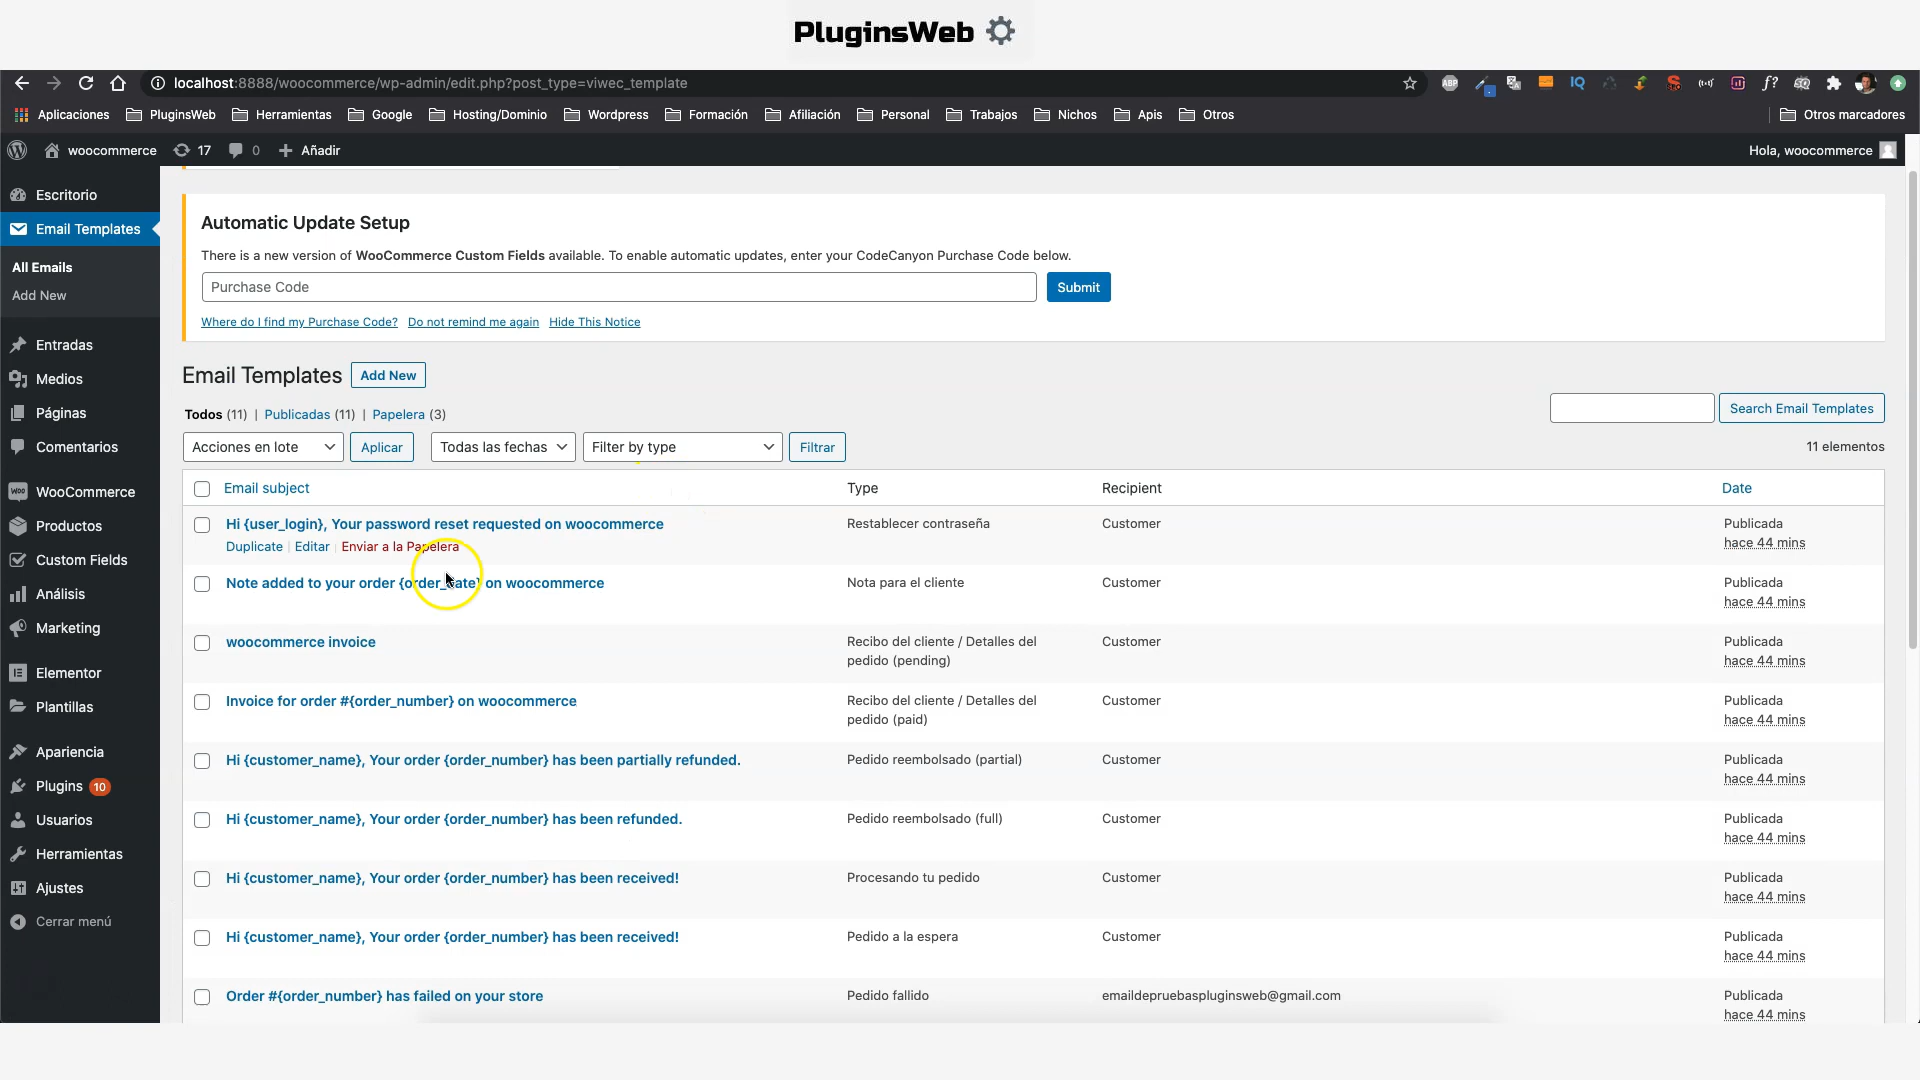 PluginsWeb
localhost:8888/woocommerce/wp-admin/edit.php?post_type=viwec_template
Aplicaciones PluginsWeb Herramientas Google Hosting/Dominio Wordpress Formación Afiliación Personal Trabajos Nichos Apis Otros Otros marcadores
woocommerce 17 0 Añadir Hola, woocommerce
Escritorio
Email Templates
All Emails
Add New
Entradas
Medios
Páginas
Comentarios
WooCommerce
Productos
Custom Fields
Análisis
Marketing
Elementor
Plantillas
Apariencia
Plugins 10
Usuarios
Herramientas
Ajustes
Cerrar menú
Automatic Update Setup
There is a new version of WooCommerce Custom Fields available. To enable automatic updates, enter your CodeCanyon Purchase Code below.
Purchase Code Submit
Where do I find my Purchase Code? Do not remind me again Hide This Notice
Email Templates Add New
Todos (11) | Publicadas (11) | Papelera (3)
Search Email Templates
Acciones en lote Aplicar Todas las fechas Filter by type Filtrar 11 elementos
Email subject Type Recipient Date
Hi {user_login}, Your password reset requested on woocommerce Restablecer contraseña Customer Publicada
Duplicate | Editar | Enviar a la Papelera hace 44 mins
Note added to your order {order_date} on woocommerce Nota para el cliente Customer Publicada
hace 44 mins
woocommerce invoice Recibo del cliente / Detalles del Customer Publicada
pedido (pending) hace 44 mins
Invoice for order #{order_number} on woocommerce Recibo del cliente / Detalles del Customer Publicada
pedido (paid) hace 44 mins
Hi {customer_name}, Your order {order_number} has been partially refunded. Pedido reembolsado (partial) Customer Publicada
hace 44 mins
Hi {customer_name}, Your order {order_number} has been refunded. Pedido reembolsado (full) Customer Publicada
hace 44 mins
Hi {customer_name}, Your order {order_number} has been received! Procesando tu pedido Customer Publicada
hace 44 mins
Hi {customer_name}, Your order {order_number} has been received! Pedido a la espera Customer Publicada
hace 44 mins
Order #{order_number} has failed on your store Pedido fallido emaildepruebaspluginsweb@gmail.com Publicada
hace 44 mins